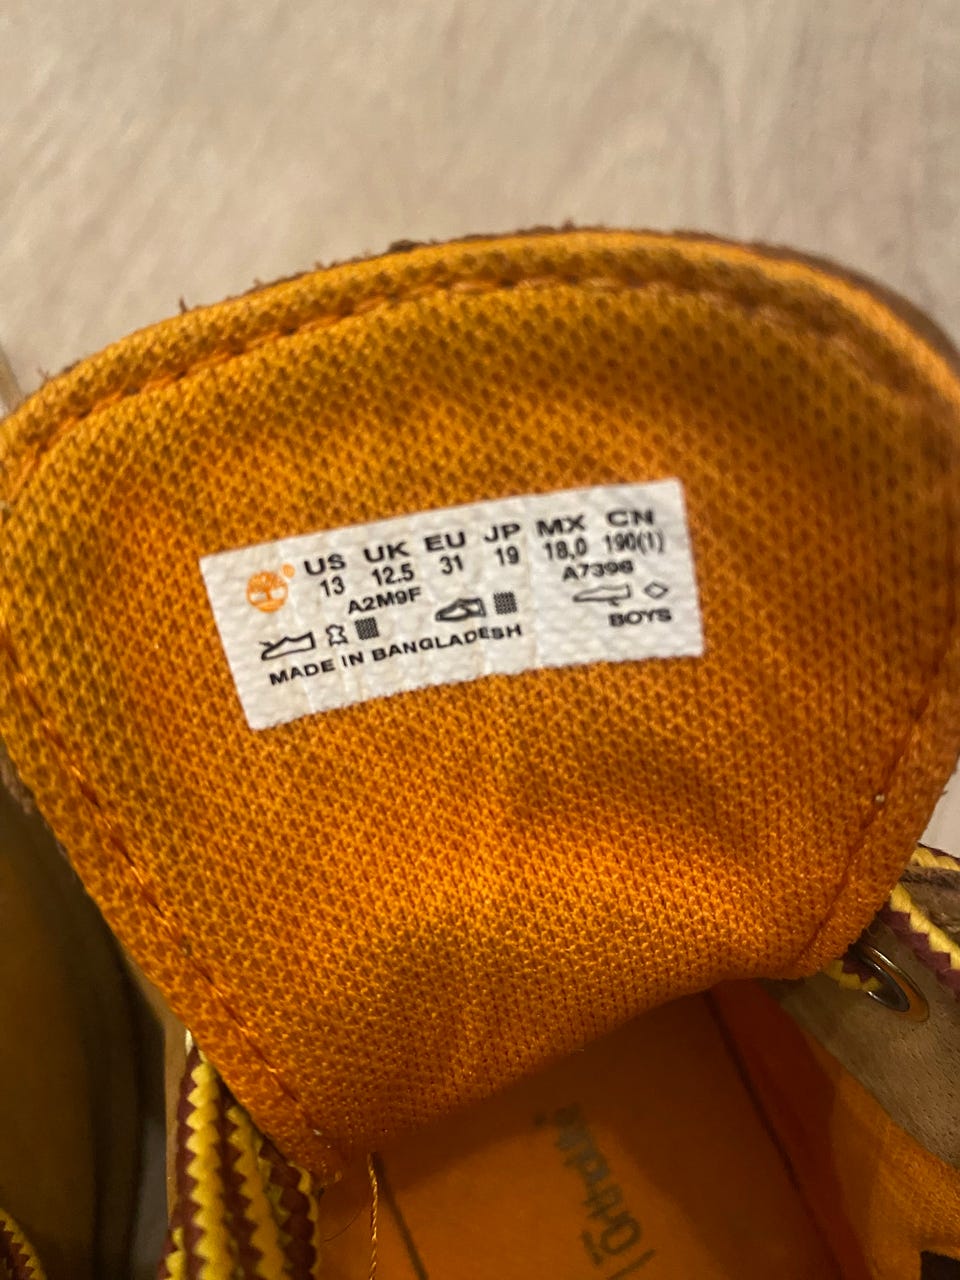 US UK EU JP MX CN
13 12.5 31 19 18,0 190(1)
A2M9F A7396
MADE IN BANGLADESH BOYS
Ortholite